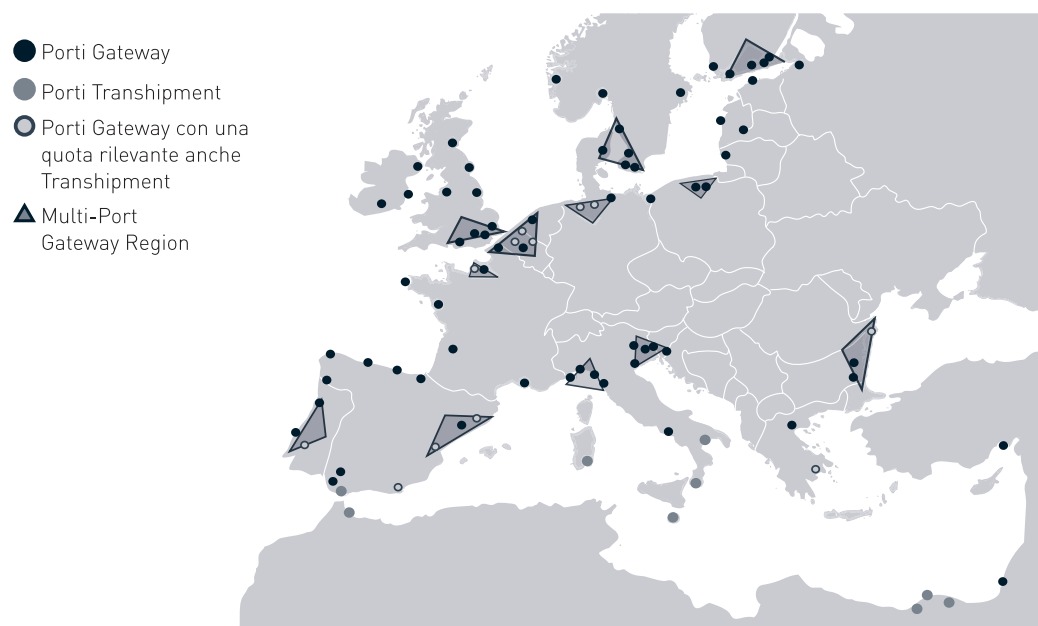 Porti Gateway
Porti Transhipment
Porti Gateway con una
quota rilevante anche
Transhipment
Multi-Port
Gateway Region